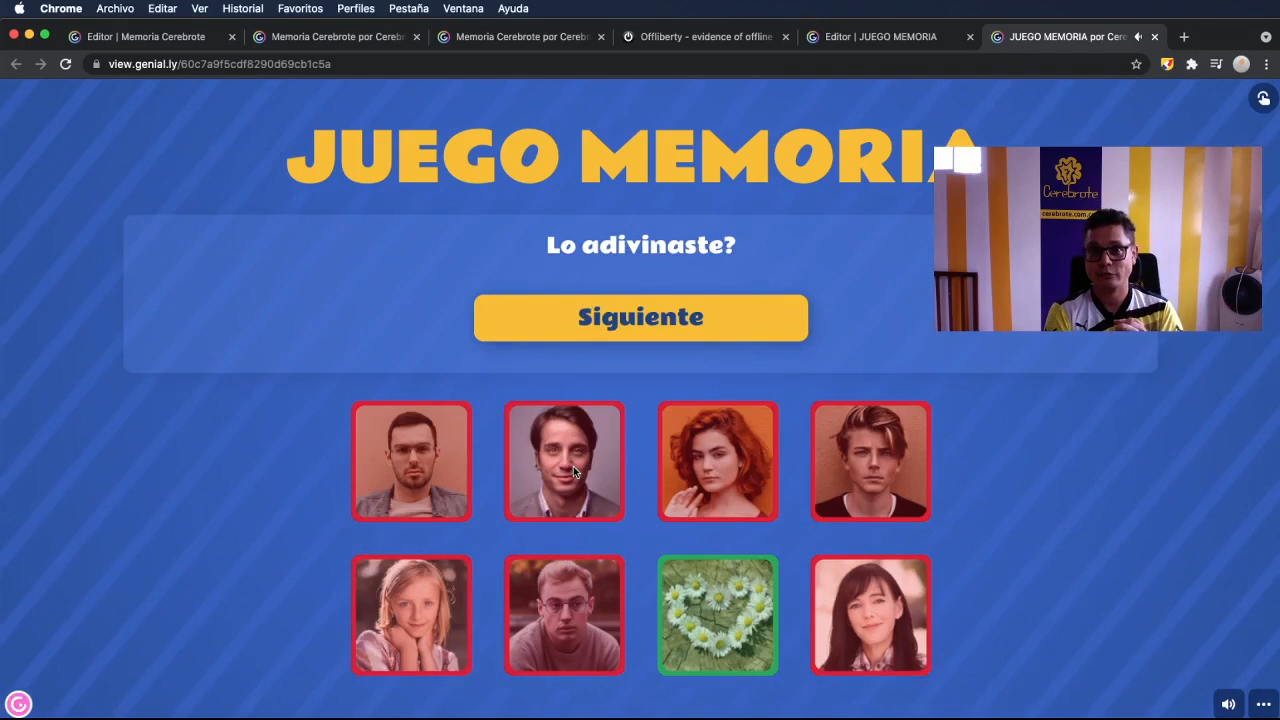 Chrome Archivo Editar Ver Historial Favoritos Perfiles Pestaña Ventana Ayuda
Editor | Memoria Cerebrote
Memoria Cerebrote por Cerebr
Memoria Cerebrote por Cerebr
Offliberty - evidence of offline
Editor | JUEGO MEMORIA
JUEGO MEMORIA por Cere
view.genial.ly/60c7a9f5cdf8290d69cb1c5a
JUEGO MEMORIA
Cerebrote
cerebrote.com.c
Lo adivinaste?
Siguiente